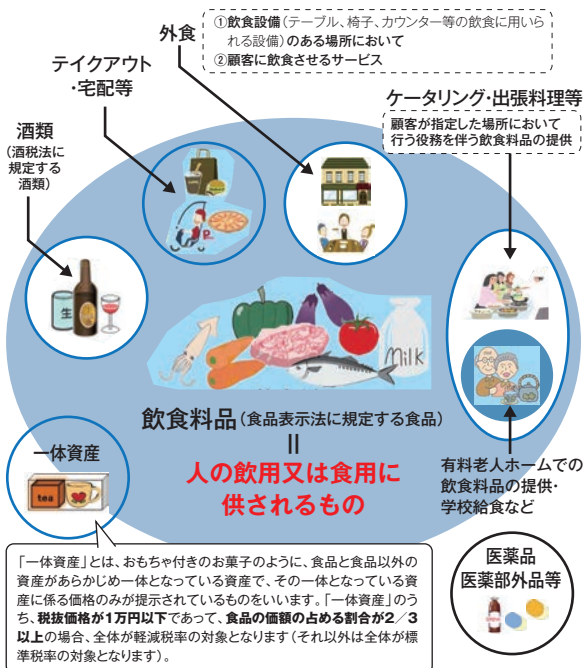 外食
①飲食設備(テーブル、椅子、カウンター等の飲食に用いら
れる設備)のある場所において
②顧客に飲食させるサービス
テイクアウト
・宅配等
ケータリング・出張料理等
顧客が指定した場所において
行う役務を伴う飲食料品の提供
酒類
(酒税法に
規定する
酒類)
生
Milk
飲食料品(食品表示法に規定する食品)
=
人の飲用又は食用に
供されるもの
一体資産
tea
有料老人ホームでの
飲食料品の提供・
学校給食など
医薬品
医薬部外品等
「一体資産」とは、おもちゃ付きのお菓子のように、食品と食品以外の
資産があらかじめ一体となっている資産で、その一体となっている資
産に係る価格のみが提示されているものをいいます。「一体資産」のう
ち、税抜価格が1万円以下であって、食品の価額の占める割合が2/3
以上の場合、全体が軽減税率の対象となります(それ以外は全体が標
準税率の対象となります)。